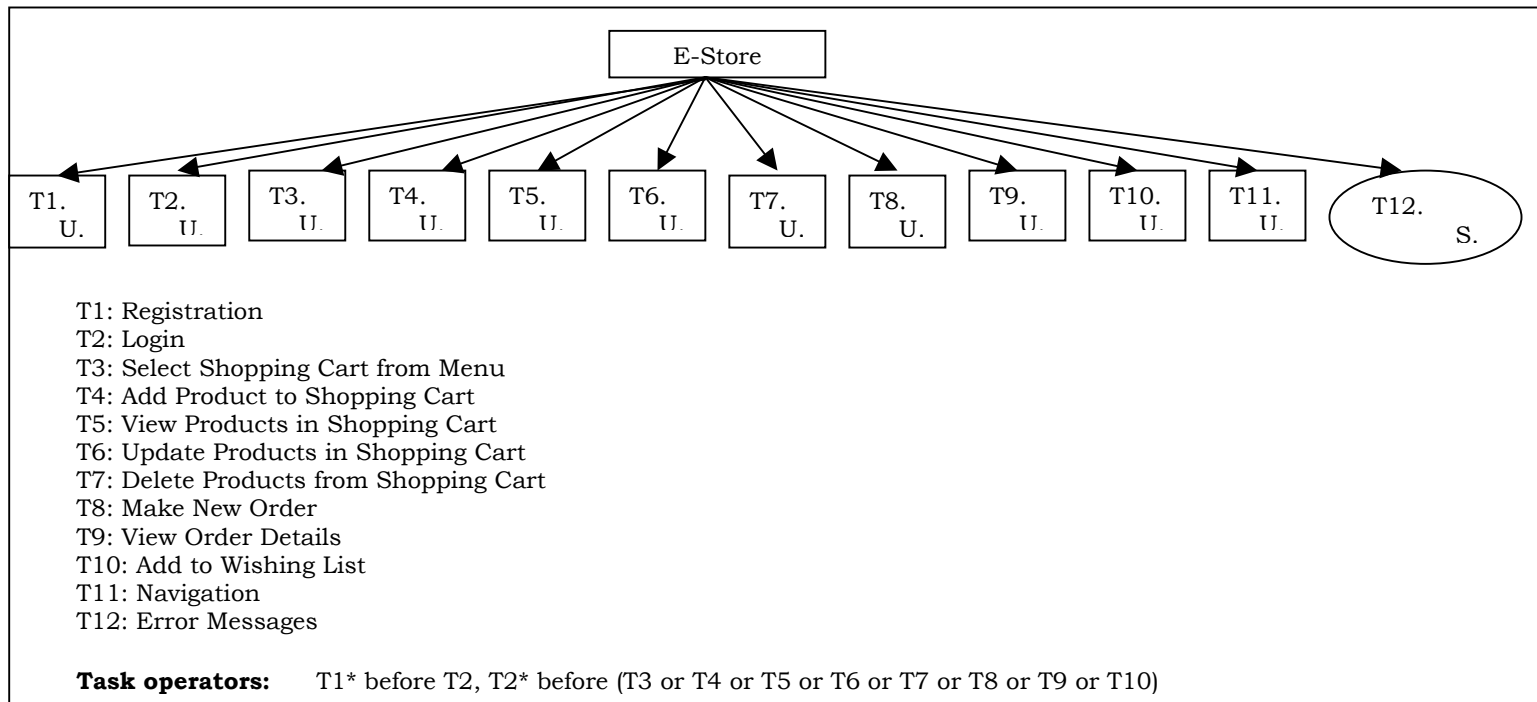 E-Store
T1. T2. T3. T4. T5. T6. T7. T8. T9. T10. T11. T12.
U. U. U. U. U. U. U. U. U. U. U. S.
T1: Registration
T2: Login
T3: Select Shopping Cart from Menu
T4: Add Product to Shopping Cart
T5: View Products in Shopping Cart
T6: Update Products in Shopping Cart
T7: Delete Products from Shopping Cart
T8: Make New Order
T9: View Order Details
T10: Add to Wishing List
T11: Navigation
T12: Error Messages
Task operators: T1* before T2, T2* before (T3 or T4 or T5 or T6 or T7 or T8 or T9 or T10)